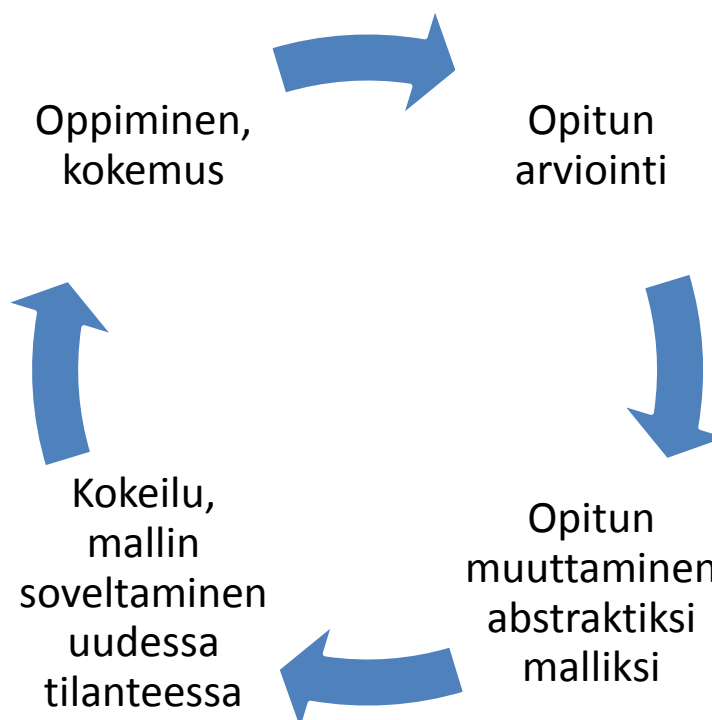 Oppiminen,
kokemus
Opitun
arviointi
Opitun
muuttaminen
abstraktiksi
malliksi
Kokeilu,
mallin
soveltaminen
uudessa
tilanteessa